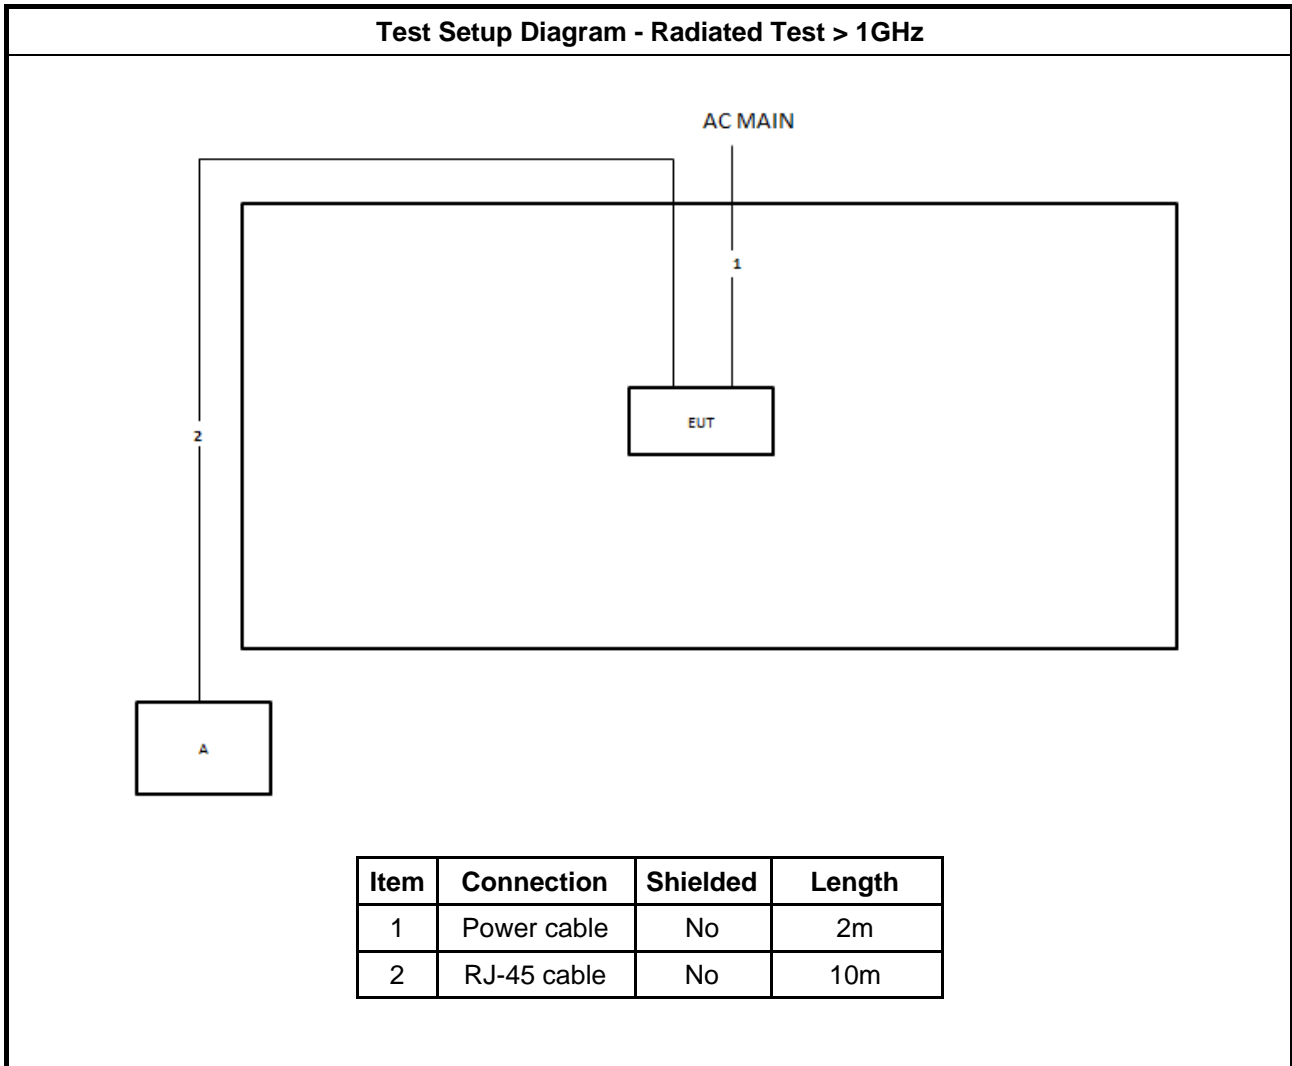 Test Setup Diagram - Radiated Test > 1GHz
AC MAIN
1
EUT
2
A
Item Connection Shielded Length
1 Power cable No 2m
2 RJ-45 cable No 10m